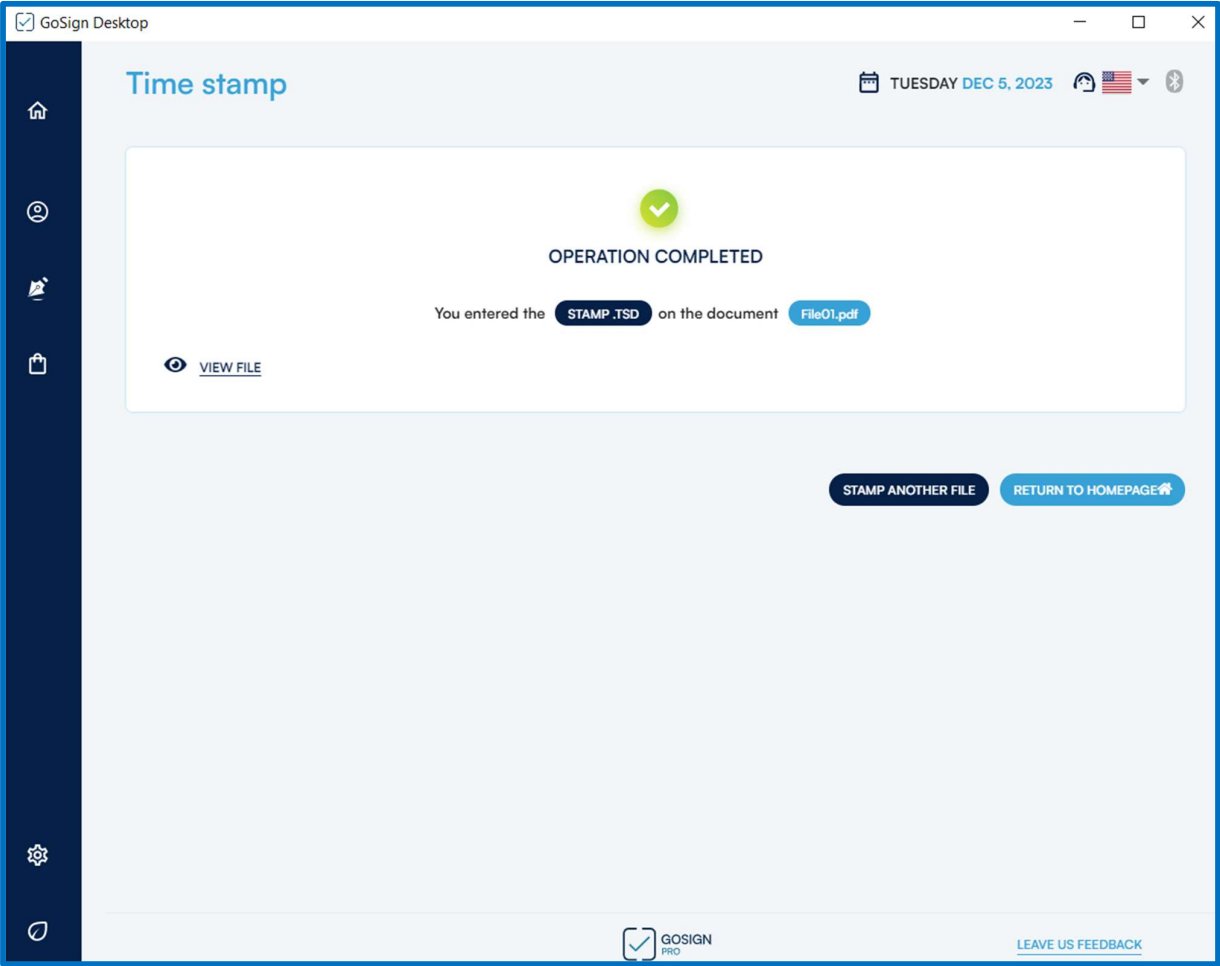 GoSign Desktop
Time stamp
TUESDAY DEC 5, 2023
OPERATION COMPLETED
You entered the STAMP .TSD on the document File01.pdf
VIEW FILE
STAMP ANOTHER FILE
RETURN TO HOMEPAGE
GOSIGN
PRO
LEAVE US FEEDBACK